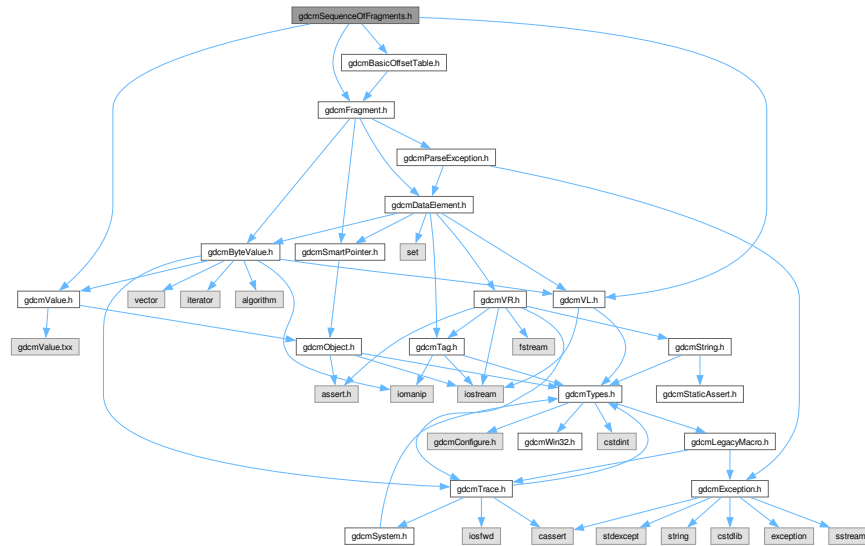 gdcmSequenceOfFragments.h
gdcmBasicOffsetTable.h
gdcmFragment.h
gdcmParseException.h
gdcmDataElement.h
gdcmByteValue.h
gdcmSmartPointer.h
set
gdcmValue.h
vector
iterator
algorithm
gdcmVR.h
gdcmVL.h
gdcmValue.txx
gdcmObject.h
gdcmTag.h
fstream
gdcmString.h
assert.h
iomanip
iostream
gdcmTypes.h
gdcmStaticAssert.h
gdcmConfigure.h
gdcmWin32.h
cstdint
gdcmLegacyMacro.h
gdcmTrace.h
gdcmException.h
gdcmSystem.h
iosfwd
cassert
stdexcept
string
cstdlib
exception
sstream